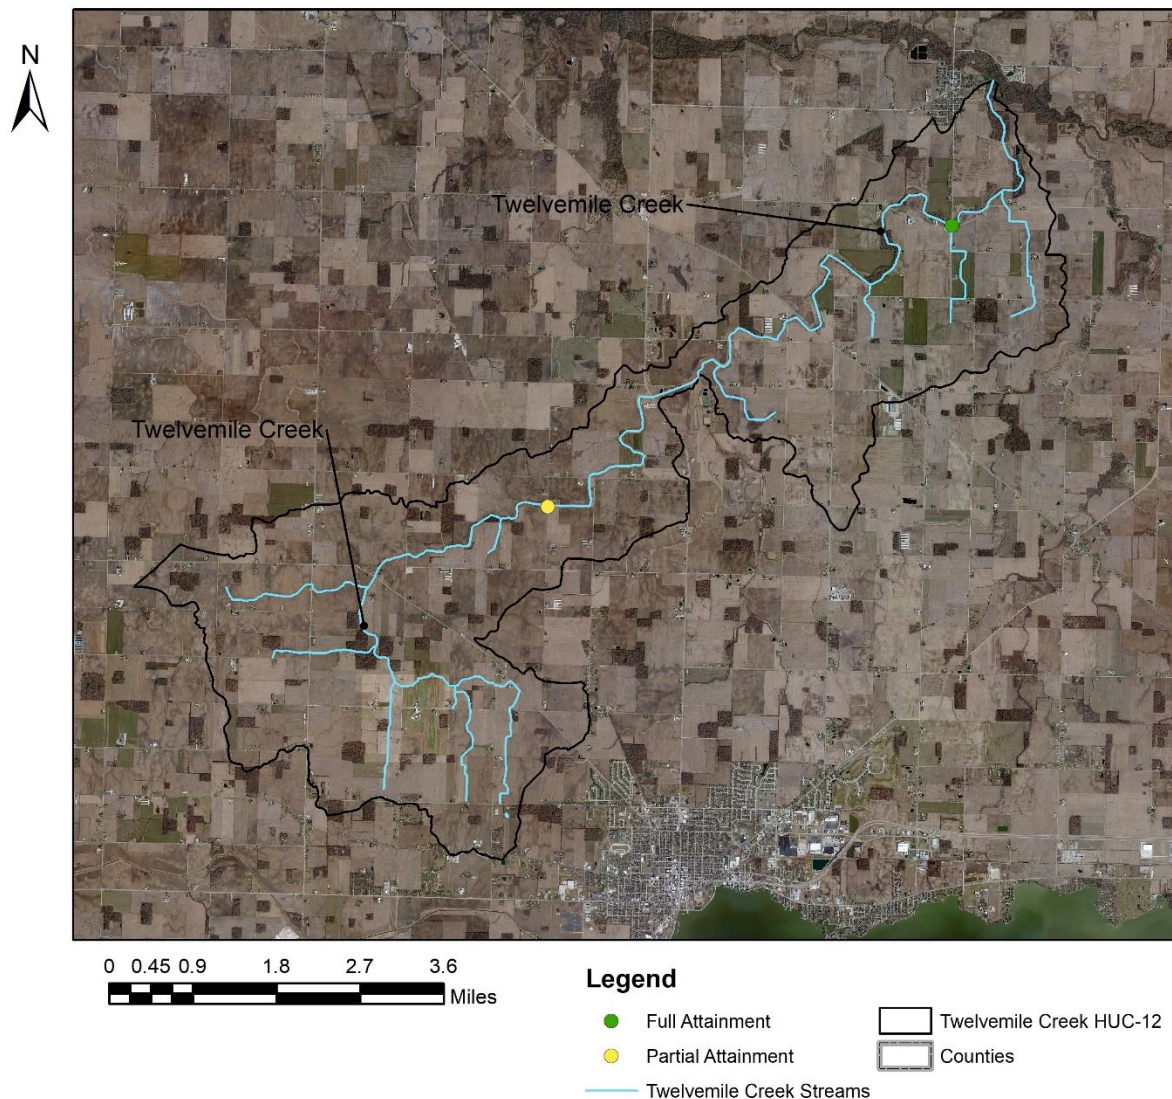 N
Twelvemile Creek
Twelvemile Creek
0 0.45 0.9 1.8 2.7 3.6
Miles
Legend
Full Attainment
Partial Attainment
Twelvemile Creek Streams
Twelvemile Creek HUC-12
Counties